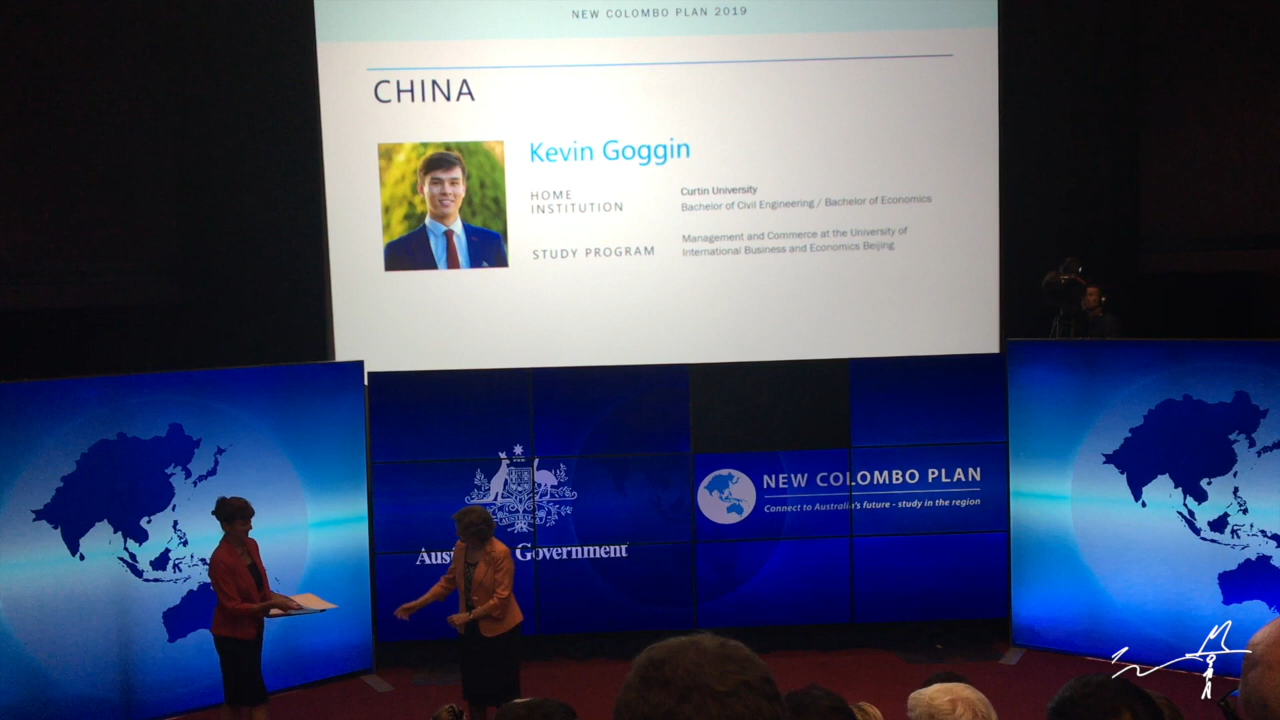 NEW COLOMBO PLAN 2019
CHINA
Kevin Goggin
HOME
INSTITUTION
Curtin University
Bachelor of Civil Engineering / Bachelor of Economics
STUDY PROGRAM
Management and Commerce at the University of
International Business and Economics Beijing
AUSTRALIA
Aus Government
NEW COLOMBO PLAN
Connect to Australia's future - study in the region